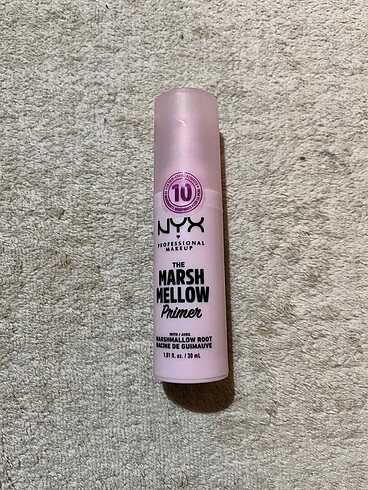 10
NYX
PROFESSIONAL
MAKEUP
THE
MARSH
MELLOW
Primer
WITH / AVEC
MARSHMALLOW ROOT
RACINE DE GUIMAUVE
1.01 fl. oz. / 30 mL